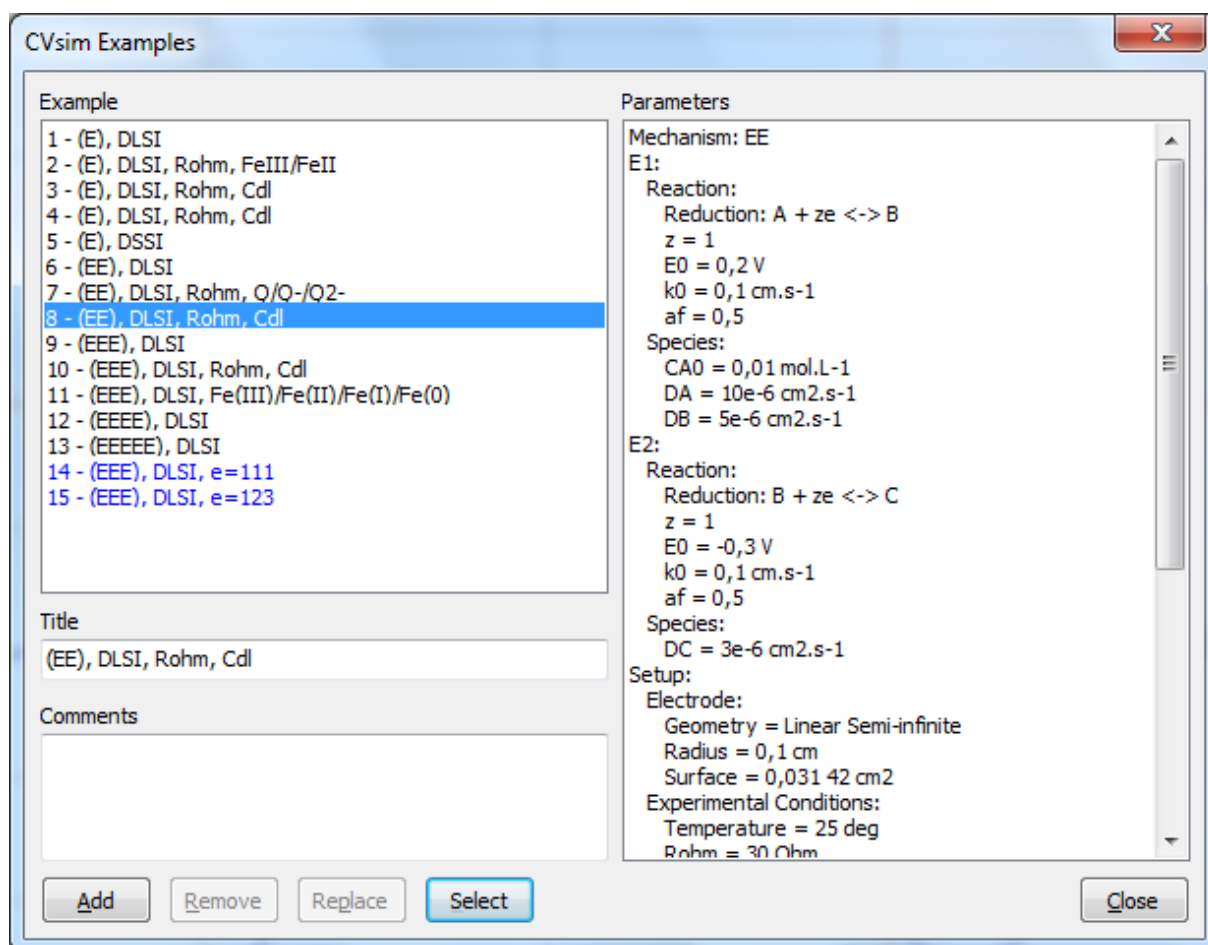 CVsim Examples
Example
1 - (E), DLSI
2 - (E), DLSI, Rohm, FeIII/FeII
3 - (E), DLSI, Rohm, Cdl
4 - (E), DLSI, Rohm, Cdl
5 - (E), DSSI
6 - (EE), DLSI
7 - (EE), DLSI, Rohm, Q/Q-/Q2-
8 - (EE), DLSI, Rohm, Cdl
9 - (EEE), DLSI
10 - (EEE), DLSI, Rohm, Cdl
11 - (EEE), DLSI, Fe(III)/Fe(II)/Fe(I)/Fe(0)
12 - (EEEE), DLSI
13 - (EEEEE), DLSI
14 - (EEE), DLSI, e=111
15 - (EEE), DLSI, e=123
Title
(EE), DLSI, Rohm, Cdl
Comments
Parameters
Mechanism: EE
E1:
Reaction:
Reduction: A + ze <-> B
z = 1
E0 = 0,2 V
k0 = 0,1 cm.s-1
af = 0,5
Species:
CA0 = 0,01 mol.L-1
DA = 10e-6 cm2.s-1
DB = 5e-6 cm2.s-1
E2:
Reaction:
Reduction: B + ze <-> C
z = 1
E0 = -0,3 V
k0 = 0,1 cm.s-1
af = 0,5
Species:
DC = 3e-6 cm2.s-1
Setup:
Electrode:
Geometry = Linear Semi-infinite
Radius = 0,1 cm
Surface = 0,031 42 cm2
Experimental Conditions:
Temperature = 25 deg
Rohm = 30 Ohm
Add
Remove
Replace
Select
Close